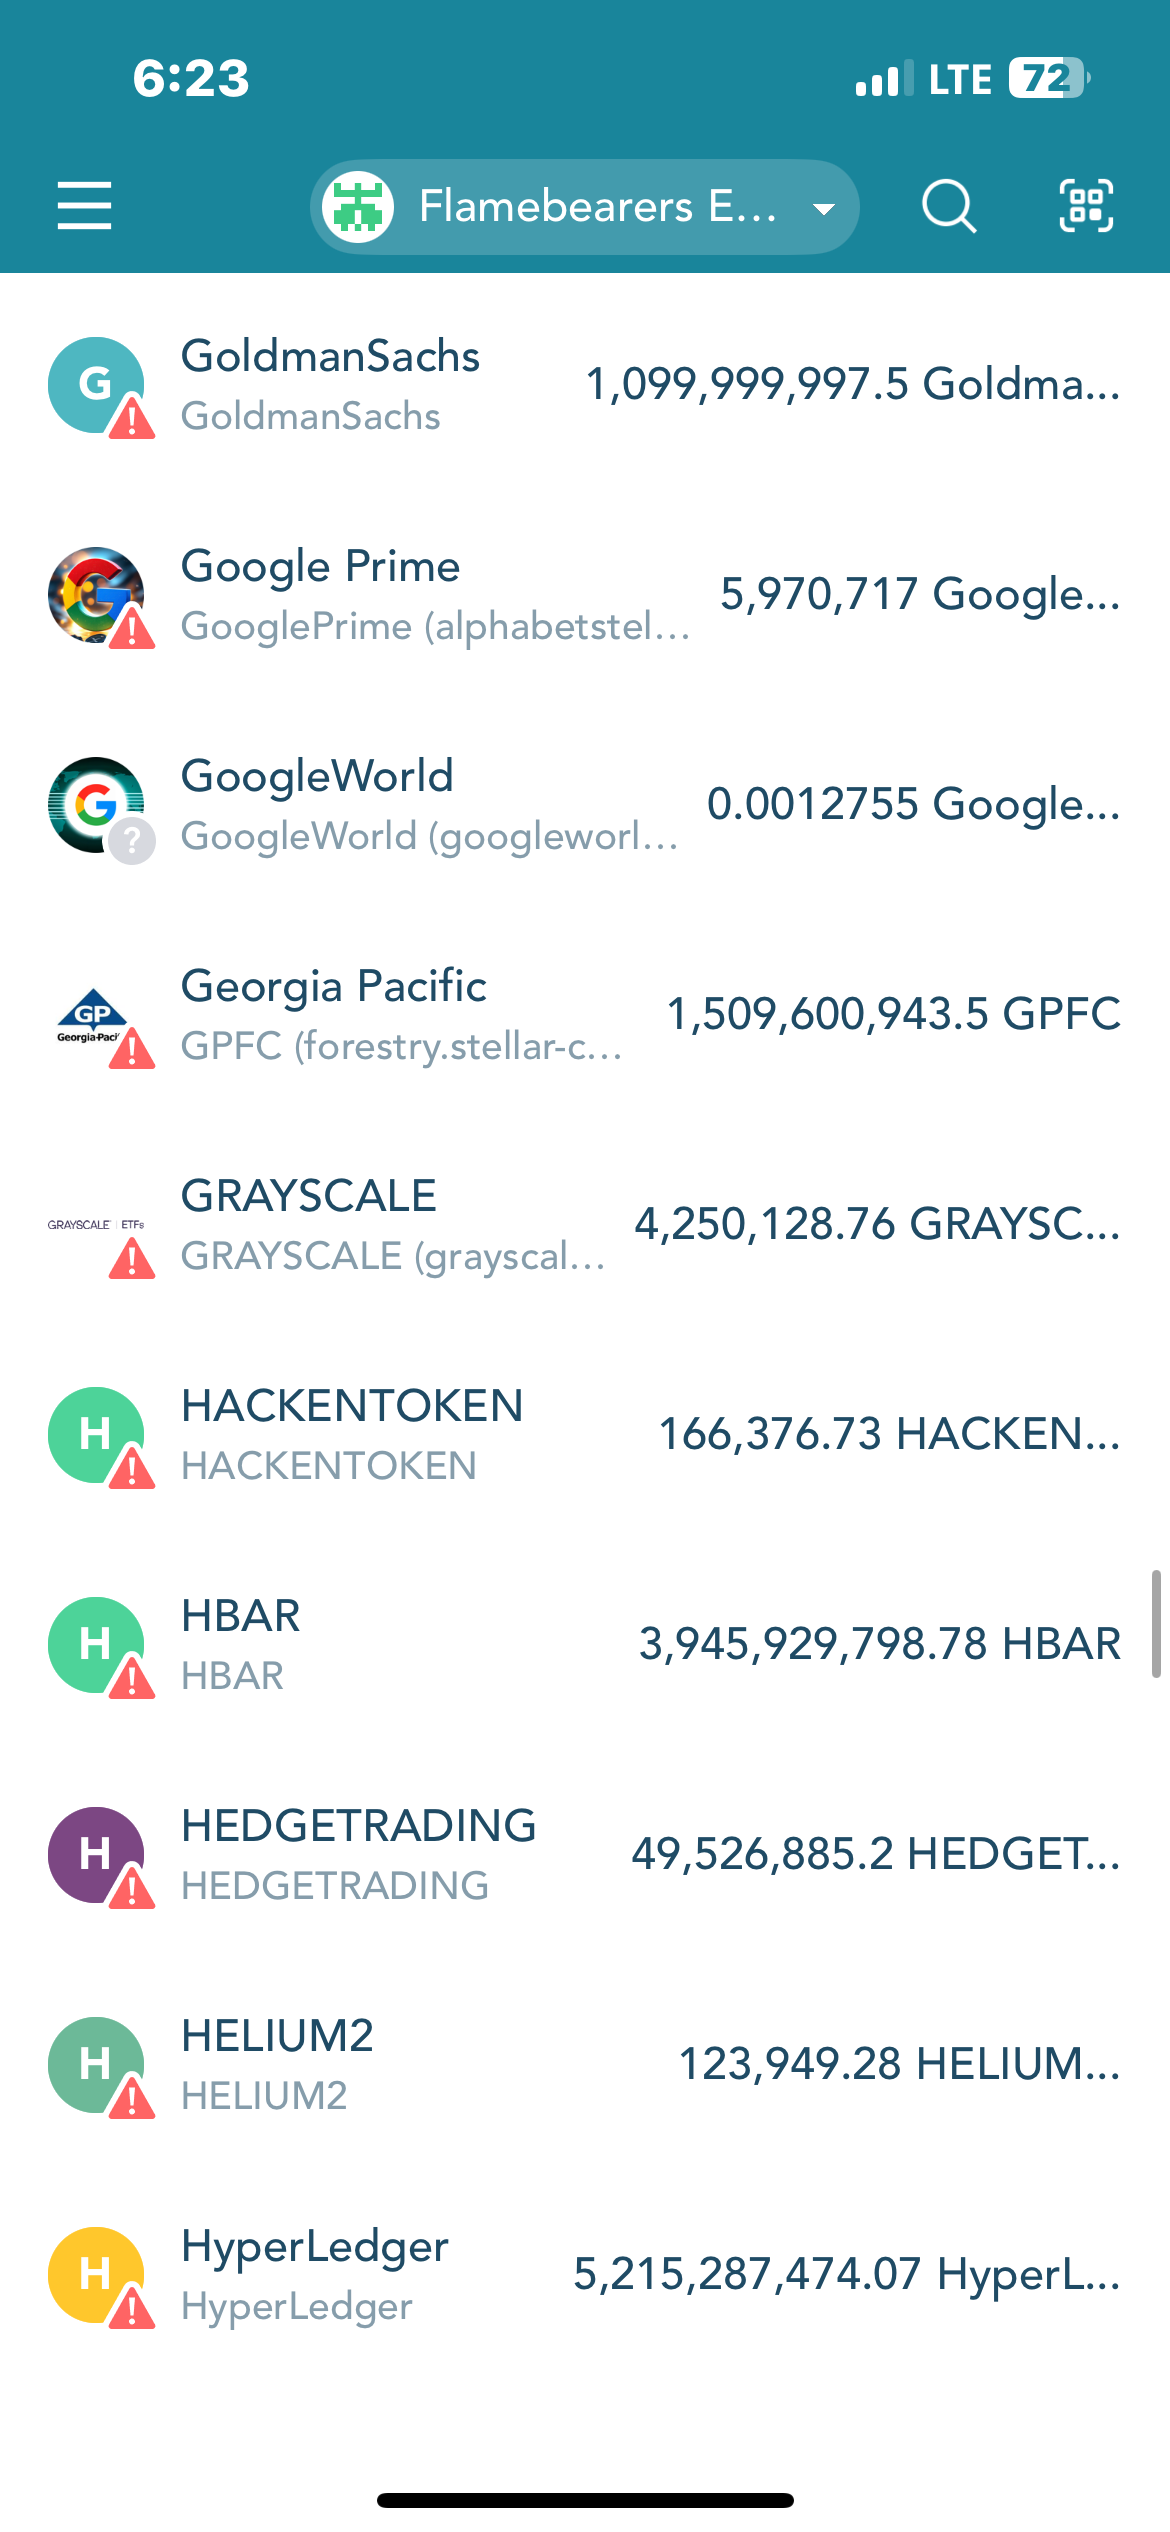 6:23
LTE 72
Flamebearers E...
G
GoldmanSachs
1,099,999,997.5 Goldma...
GoldmanSachs
Google Prime
5,970,717 Google...
GooglePrime (alphabetstel...
G
GoogleWorld
0.0012755 Google...
?
GoogleWorld (googleworl...
GP
Georgia-Paci
Georgia Pacific
1,509,600,943.5 GPFC
GPFC (forestry.stellar-c...
GRAYSCALE | ETFs
GRAYSCALE
4,250,128.76 GRAYSC...
GRAYSCALE (grayscal...
H
HACKENTOKEN
166,376.73 HACKEN...
HACKENTOKEN
H
HBAR
3,945,929,798.78 HBAR
HBAR
H
HEDGETRADING
49,526,885.2 HEDGET...
HEDGETRADING
H
HELIUM2
123,949.28 HELIUM...
HELIUM2
H
HyperLedger
5,215,287,474.07 HyperL...
HyperLedger